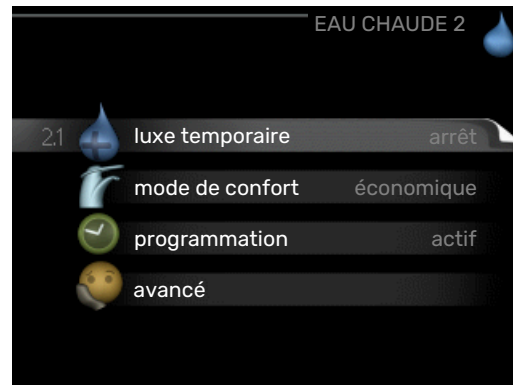 EAU CHAUDE 2
2.1 luxe temporaire arrêt
mode de confort économique
programmation actif
avancé